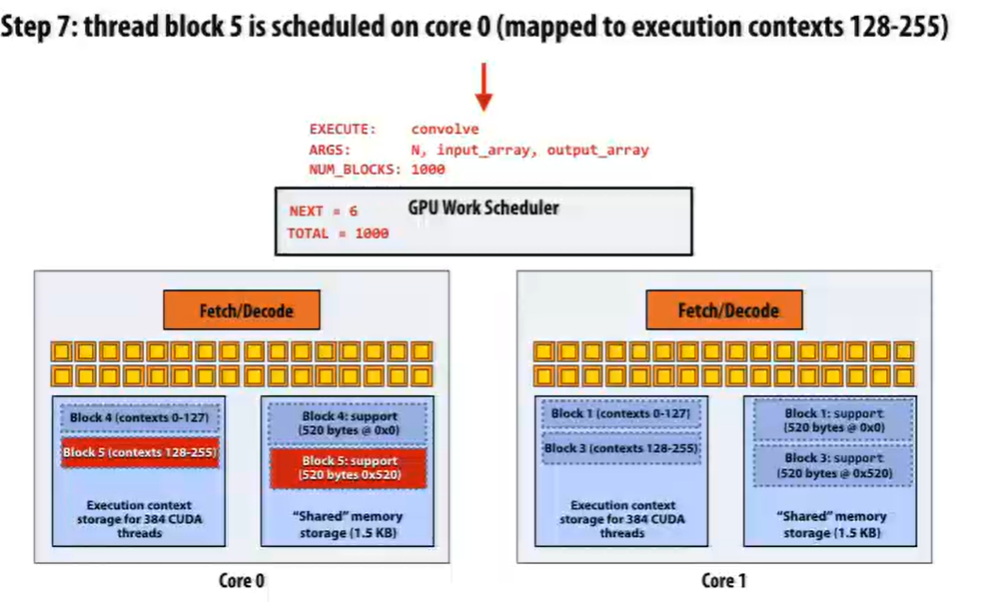 Step 7: thread block 5 is scheduled on core 0 (mapped to execution contexts 128-255)
EXECUTE: convolve
ARGS: N, input_array, output_array
NUM_BLOCKS: 1000
GPU Work Scheduler
NEXT = 6
TOTAL = 1000
Fetch/Decode
Block 4 (contexts 0-127)
Block 5 (contexts 128-255)
Execution context
storage for 384 CUDA
threads
Block 4: support
(520 bytes @ 0x0)
Block 5: support
(520 bytes 0x520)
"Shared" memory
storage (1.5 KB)
Core 0
Fetch/Decode
Block 1 (contexts 0-127)
Block 3 (contexts 128-255)
Execution context
storage for 384 CUDA
threads
Block 1: support
(520 bytes @ 0x0)
Block 3: support
(520 bytes @ 0x520)
"Shared" memory
storage (1.5 KB)
Core 1